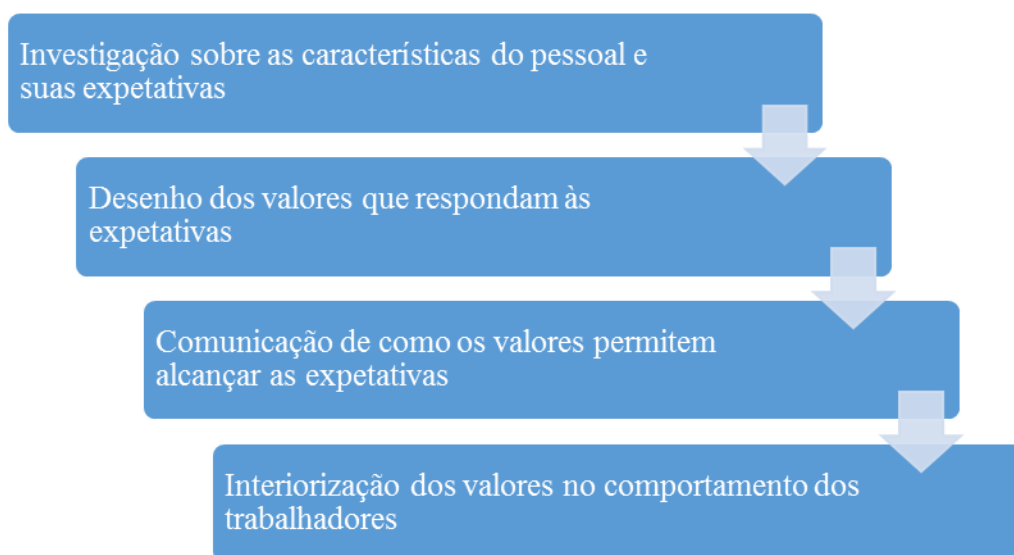 Investigação sobre as características do pessoal e
suas expetativas
Desenho dos valores que respondam às
expetativas
Comunicação de como os valores permitem
alcançar as expetativas
Interiorização dos valores no comportamento dos
trabalhadores